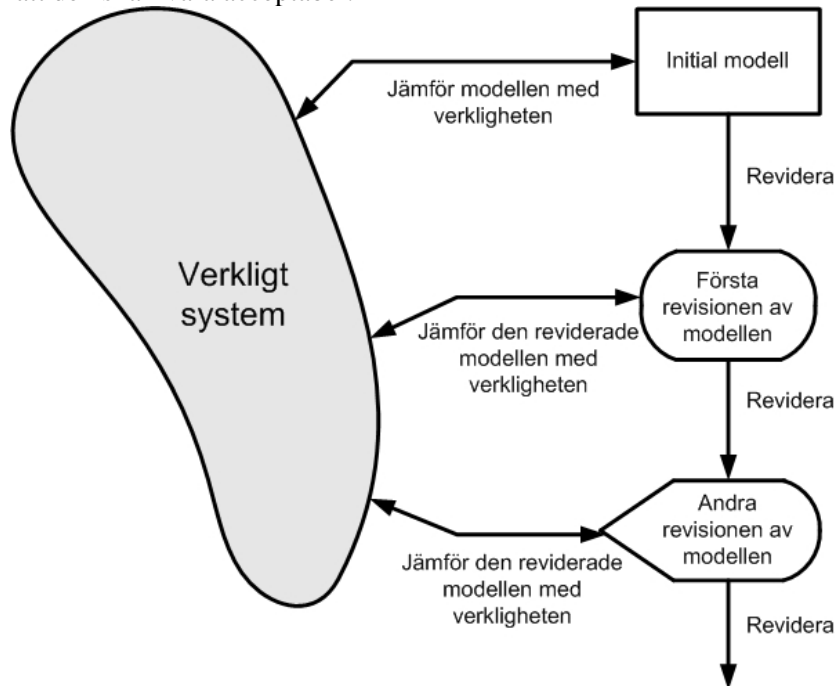 Initial modell
Jämför modellen med
verkligheten
Revidera
Verkligt
system
Första
revisionen av
modellen
Jämför den reviderade
modellen med
verkligheten
Revidera
Andra
revisionen av
modellen
Jämför den reviderade
modellen med
verkligheten
Revidera